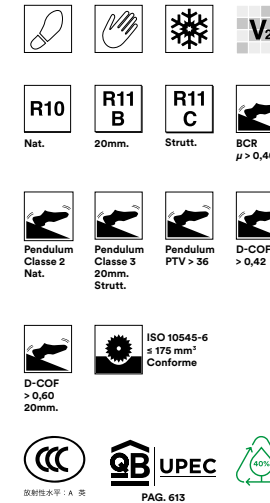 V2
R10
R11
B
R11
C
Nat.
20mm.
Strutt.
BCR
μ > 0,40
Pendulum
Classe 2
Nat.
Pendulum
Classe 3
20mm.
Strutt.
Pendulum
PTV > 36
D-COF
> 0,42
D-COF
> 0,60
20mm.
ISO 10545-6
≤ 175 mm³
Conforme
CCC
放射性水平：A 类
QB
UPEC
PAG. 613
40%